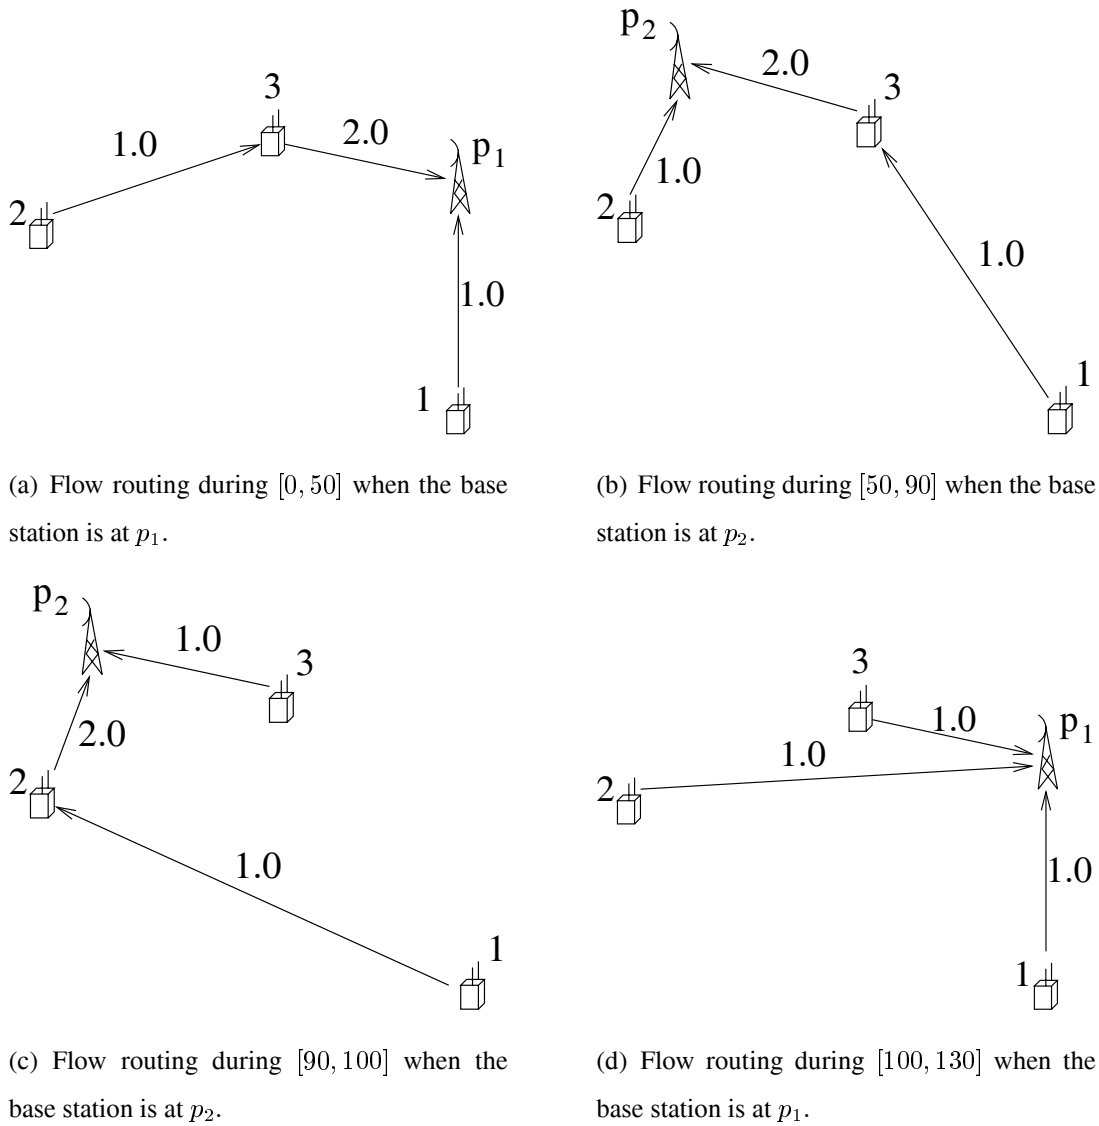 3
1.0
2.0
p1
2
1.0
1
(a) Flow routing during [0, 50] when the base
station is at p1.
p2
2.0
3
1.0
2
1.0
1
(b) Flow routing during [50, 90] when the base
station is at p2.
p2
1.0
3
2.0
2
1.0
1
(c) Flow routing during [90, 100] when the
base station is at p2.
3
1.0
p1
1.0
2
1.0
1
(d) Flow routing during [100, 130] when the
base station is at p1.